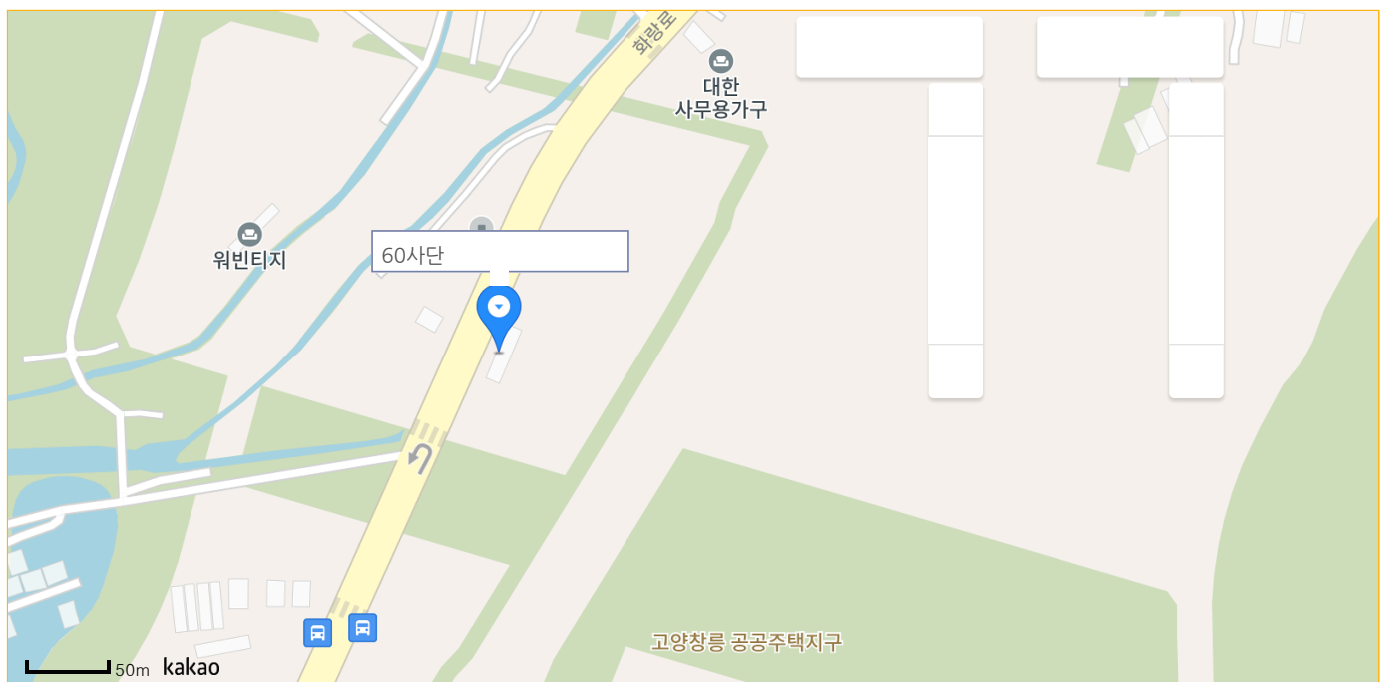 화랑로
대한
사무용가구
워빈티지
60사단
고양창릉 공공주택지구
50m
kakao